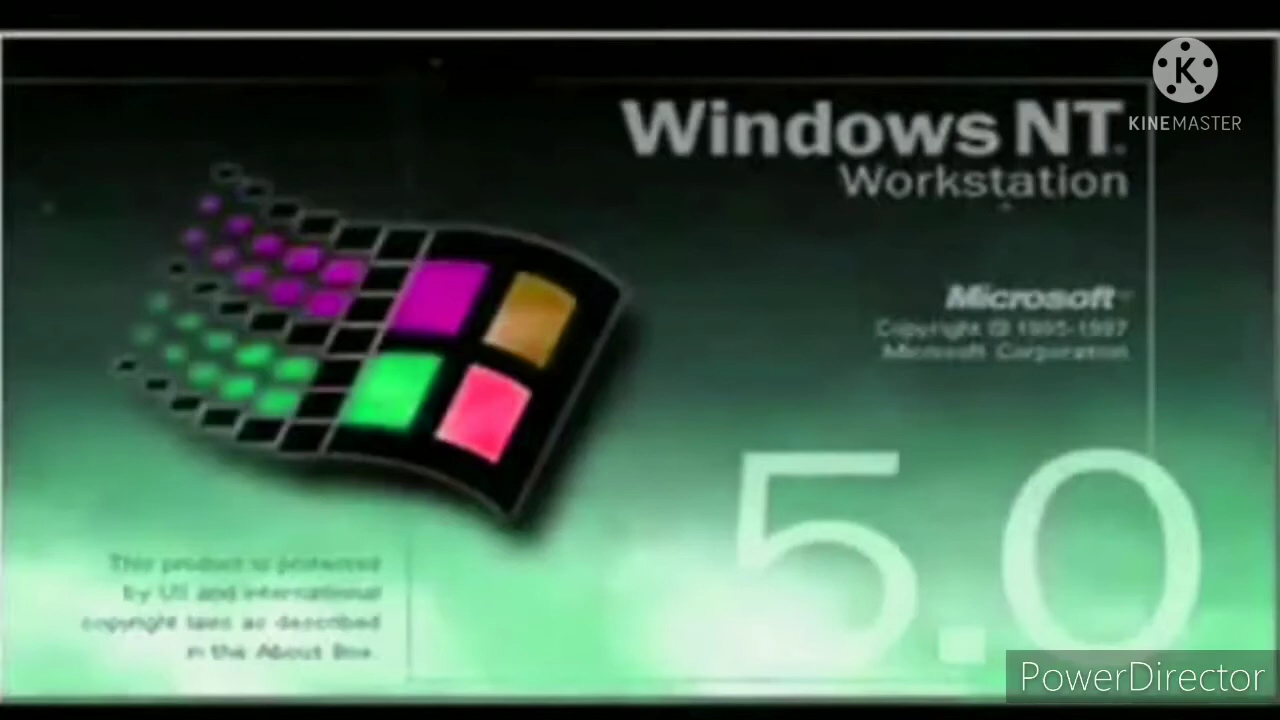 Windows NT
Workstation
K
KINEMASTER
Microsoft
Copyright © 1985-1997
Microsoft Corporation
5.0
This product is protected
by US and international
copyright laws as described
in the About Box.
PowerDirector